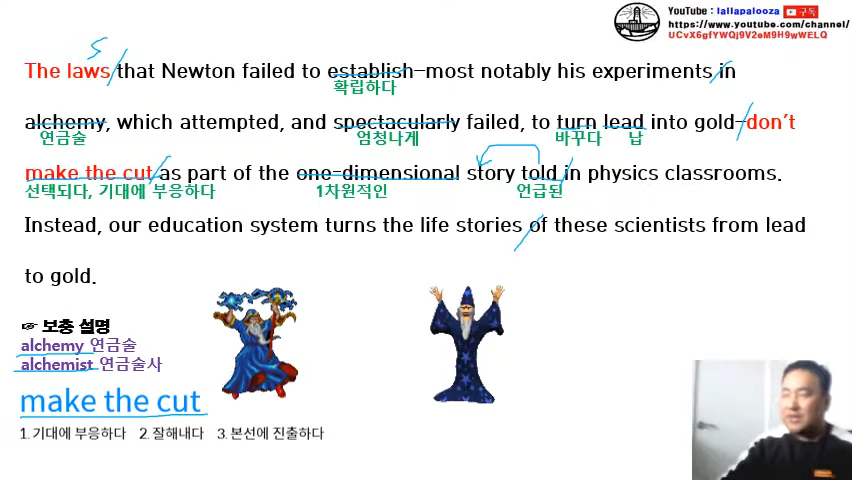 YouTube : lallapalooza 구독
https://www.youtube.com/channel/
UCvX6gfYWQj9V2eM9H9wWELQ
S
The laws that Newton failed to establish-most notably his experiments in
확립하다
alchemy, which attempted, and spectacularly failed, to turn lead into gold-don't
연금술 엄청나게 바꾸다 납
make the cut as part of the one-dimensional story told in physics classrooms.
선택되다, 기대에 부응하다 1차원적인 언급된
Instead, our education system turns the life stories of these scientists from lead
to gold.
☞ 보충 설명
alchemy 연금술
alchemist 연금술사
make the cut
1. 기대에 부응하다 2. 잘해내다 3. 본선에 진출하다